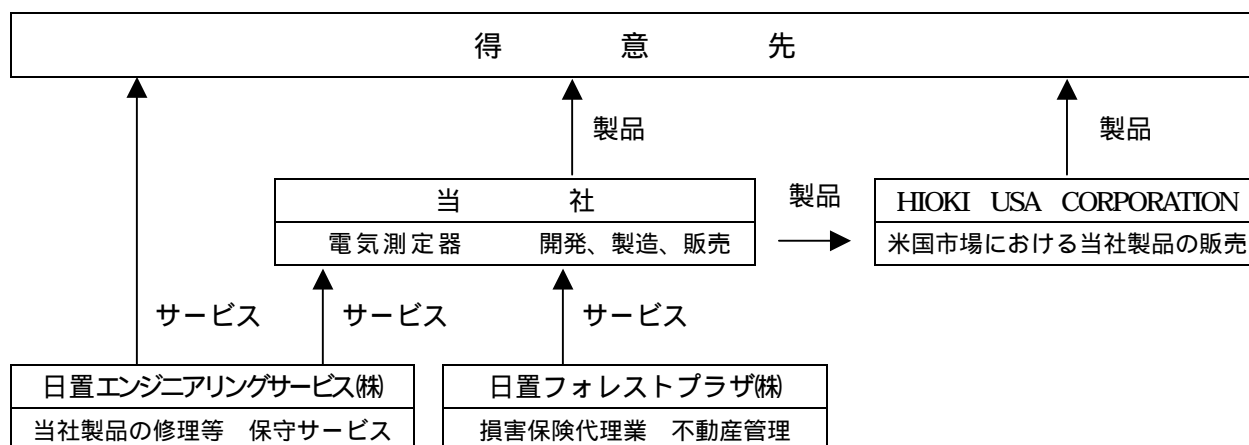 得意先
製品
製品
当社
製品
HIOKI USA CORPORATION
電気測定器 開発、製造、販売
米国市場における当社製品の販売
サービス
サービス
サービス
日置エンジニアリングサービス㈱
日置フォレストプラザ㈱
当社製品の修理等 保守サービス
損害保険代理業 不動産管理